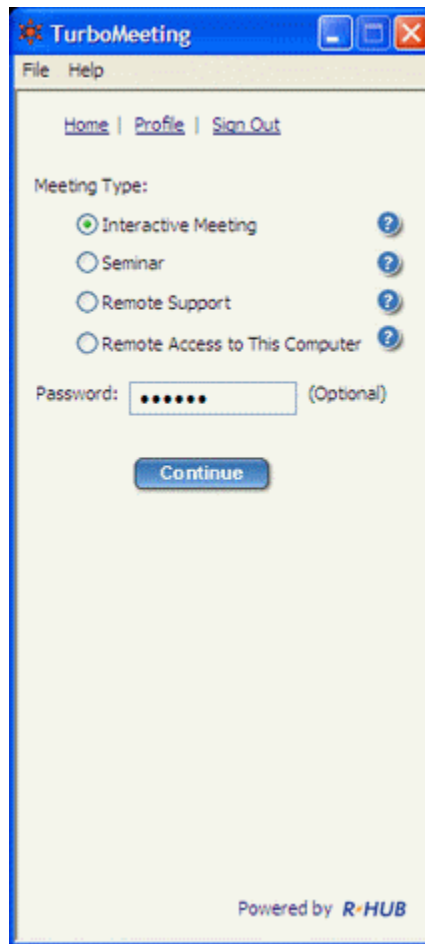 TurboMeeting
File Help
Home | Profile | Sign Out
Meeting Type:
Interactive Meeting ?
Seminar ?
Remote Support ?
Remote Access to This Computer ?
Password: •••••• (Optional)
Continue
Powered by R-HUB